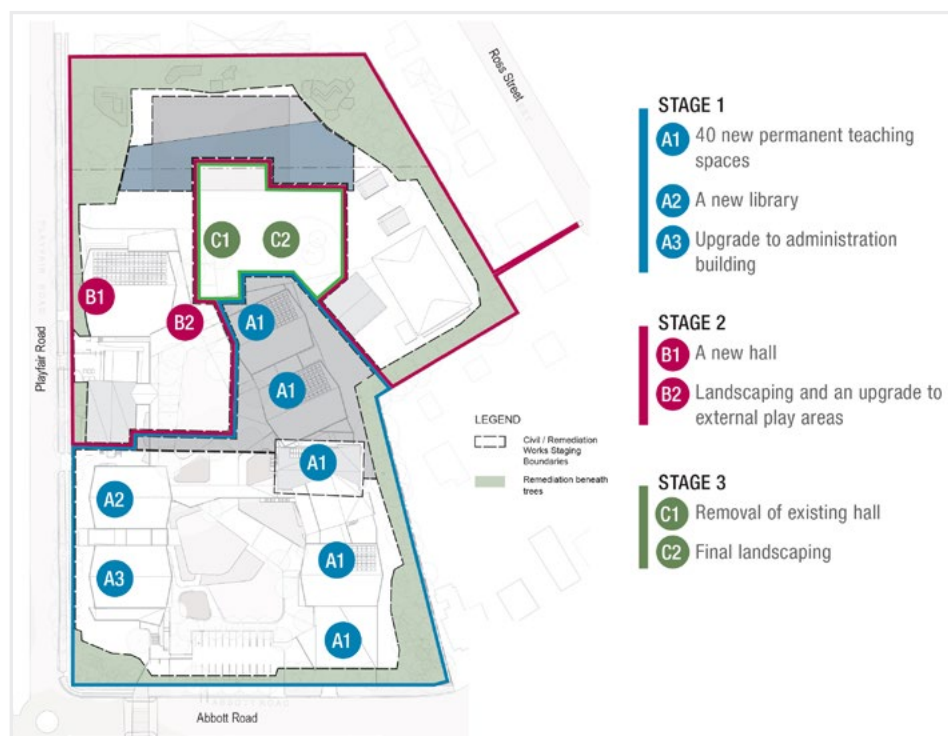 Ross Street
C1
C2
B1
B2
A1
A1
A1
A2
A1
A3
A1
Playfair Road
Abbott Road
LEGEND
Civil / Remediation
Works Staging
Boundaries
Remediation beneath
trees
STAGE 1
A1 40 new permanent teaching
spaces
A2 A new library
A3 Upgrade to administration
building
STAGE 2
B1 A new hall
B2 Landscaping and an upgrade to
external play areas
STAGE 3
C1 Removal of existing hall
C2 Final landscaping